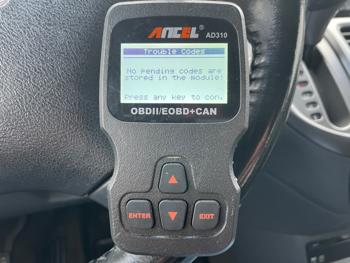 ANCEL
AD310
Trouble Codes
No pending codes are
stored in the module!
Press any key to con.
OBDII/EOBD+CAN
ENTER
EXIT